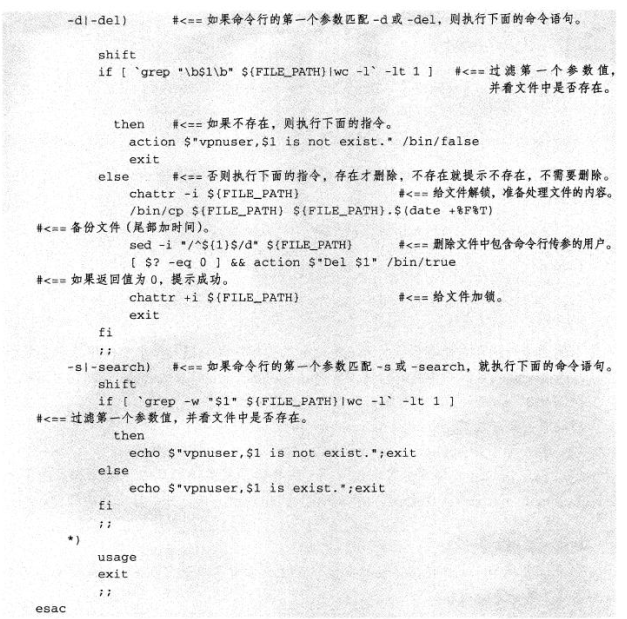 -d|-del)      #<==如果命令行的第一个参数匹配-d或-del，则执行下面的命令语句。
shift
if [ `grep "\b$1\b" ${FILE_PATH}|wc -l` -lt 1 ]   #<==过滤第一个参数值，
并看文件中是否存在。
then   #<==如果不存在，则执行下面的指令。
action $"vpnuser,$1 is not exist." /bin/false
exit
else     #<==否则执行下面的指令，存在才删除，不存在就提示不存在，不需要删除。
chattr -i ${FILE_PATH}             #<==给文件解锁，准备处理文件的内容。
/bin/cp ${FILE_PATH} ${FILE_PATH}.$(date +%F%T)
#<==备份文件（尾部加时间）。
sed -i "/^${1}$/d" ${FILE_PATH}      #<==删除文件中包含命令行传参的用户。
[ $? -eq 0 ] && action $"Del $1" /bin/true
#<==如果返回值为0，提示成功。
chattr +i ${FILE_PATH}             #<==给文件加锁。
exit
fi
;;
-s|-search)   #<==如果命令行的第一个参数匹配-s或-search，就执行下面的命令语句。
shift
if [ `grep -w "$1" ${FILE_PATH}|wc -l` -lt 1 ]
#<==过滤第一个参数值，并看文件中是否存在。
then
echo $"vpnuser,$1 is not exist.";exit
else
echo $"vpnuser,$1 is exist.";exit
fi
;;
*)
usage
exit
;;
esac